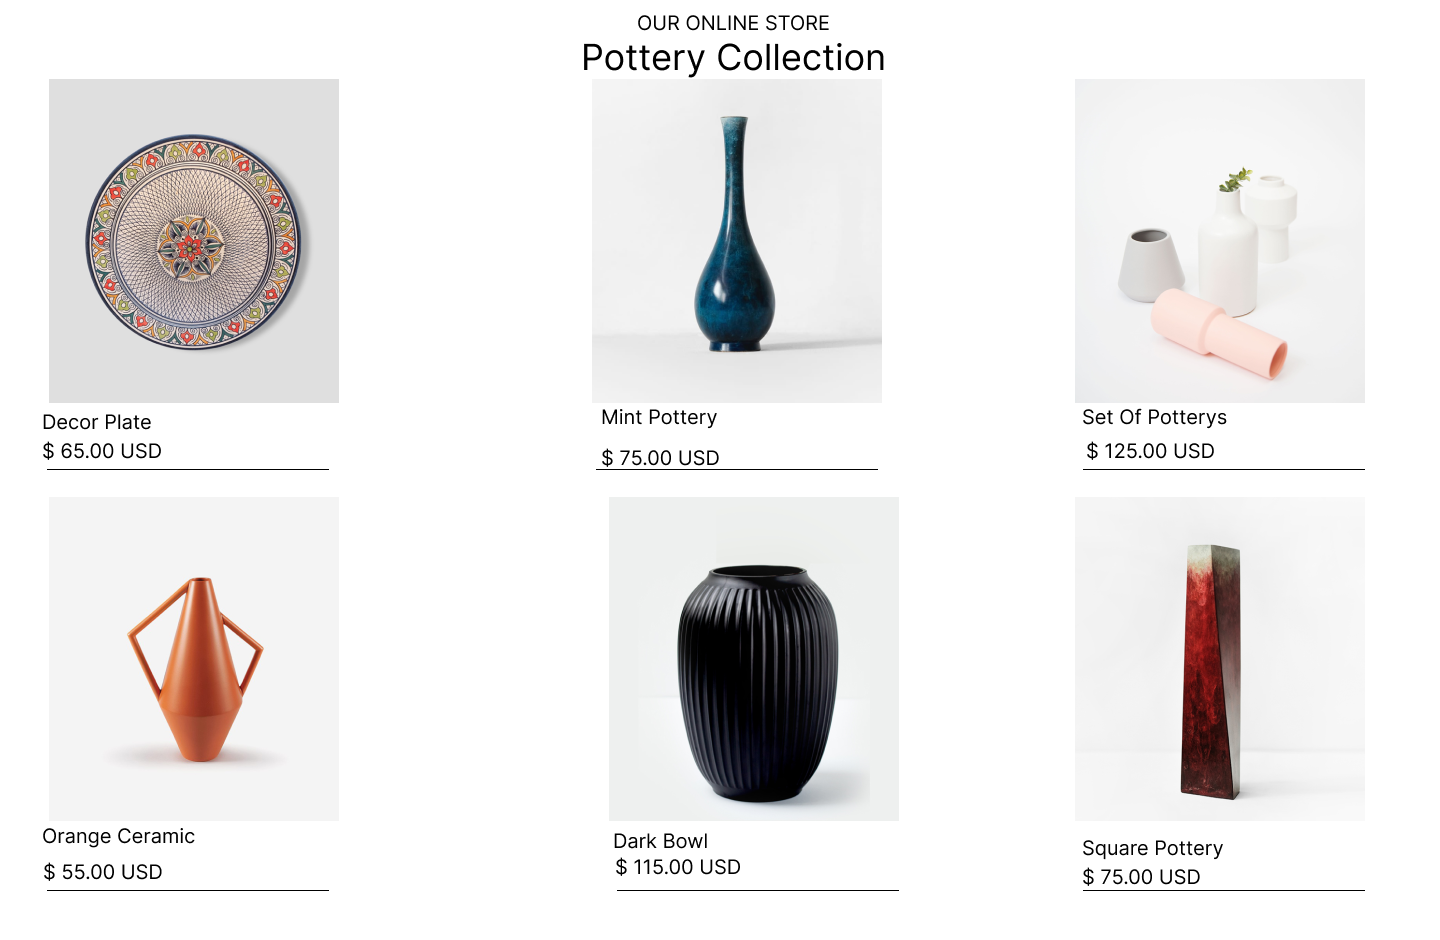 OUR ONLINE STORE
Pottery Collection
Decor Plate
$ 65.00 USD
Mint Pottery
$ 75.00 USD
Set Of Potterys
$ 125.00 USD
Orange Ceramic
$ 55.00 USD
Dark Bowl
$ 115.00 USD
Square Pottery
$ 75.00 USD